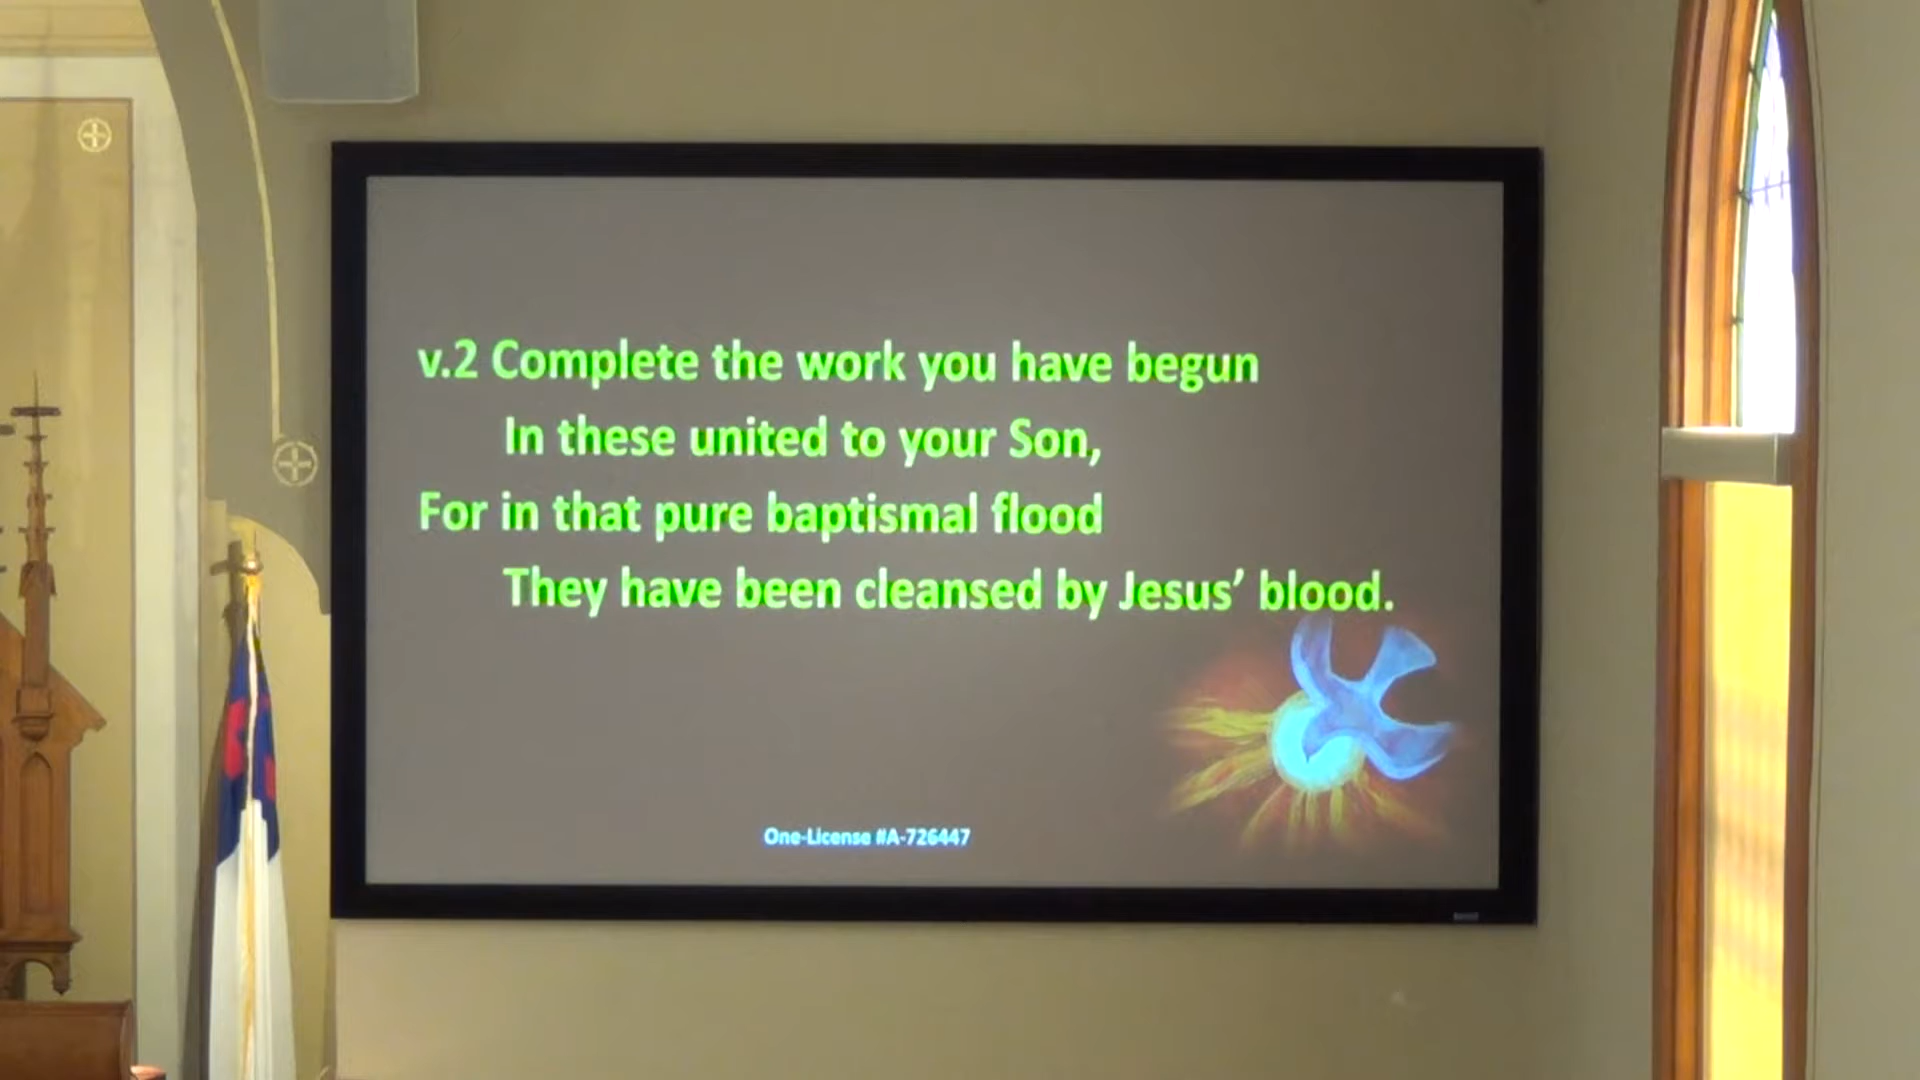 v.2 Complete the work you have begun
In these united to your Son,
For in that pure baptismal flood
They have been cleansed by Jesus’ blood.
One-License #A-726447